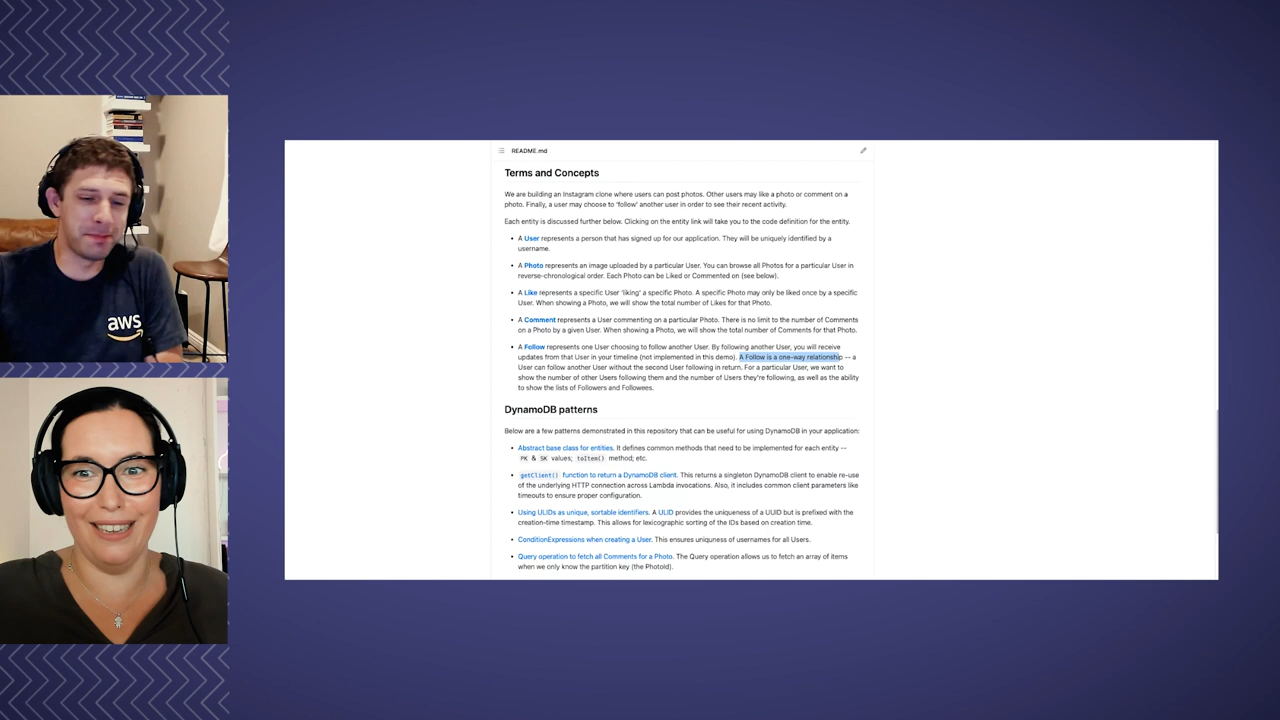 aws
README.md
Terms and Concepts
We are building an Instagram clone where users can post photos. Other users may like a photo or comment on a
photo. Finally, a user may choose to 'follow' another user in order to see their recent activity.
Each entity is discussed further below. Clicking on the entity link will take you to the code definition for the entity.
• A User represents a person that has signed up for our application. They will be uniquely identified by a
username.
• A Photo represents an image uploaded by a particular User. You can browse all Photos for a particular User in
reverse-chronological order. Each Photo can be Liked or Commented on (see below).
• A Like represents a specific User 'liking' a specific Photo. A specific Photo may only be liked once by a specific
User. When showing a Photo, we will show the total number of Likes for that Photo.
• A Comment represents a User commenting on a particular Photo. There is no limit to the number of Comments
on a Photo by a given User. When showing a Photo, we will show the total number of Comments for that Photo.
• A Follow represents one User choosing to follow another User. By following another User, you will receive
updates from that User in your timeline (not implemented in this demo). A Follow is a one-way relationship -- a
User can follow another User without the second User following in return. For a particular User, we want to
show the number of other Users following them and the number of Users they're following, as well as the ability
to show the lists of Followers and Followees.
DynamoDB patterns
Below are a few patterns demonstrated in this repository that can be useful for using DynamoDB in your application:
• Abstract base class for entities. It defines common methods that need to be implemented for each entity --
PK & SK values; toItem() method; etc.
• getClient() function to return a DynamoDB client. This returns a singleton DynamoDB client to enable re-use
of the underlying HTTP connection across Lambda invocations. Also, it includes common client parameters like
timeouts to ensure proper configuration.
• Using ULIDs as unique, sortable identifiers. A ULID provides the uniqueness of a UUID but is prefixed with the
creation-time timestamp. This allows for lexicographic sorting of the IDs based on creation time.
• ConditionExpressions when creating a User. This ensures uniquness of usernames for all Users.
• Query operation to fetch all Comments for a Photo. The Query operation allows us to fetch an array of items
when we only know the partition key (the PhotoId).